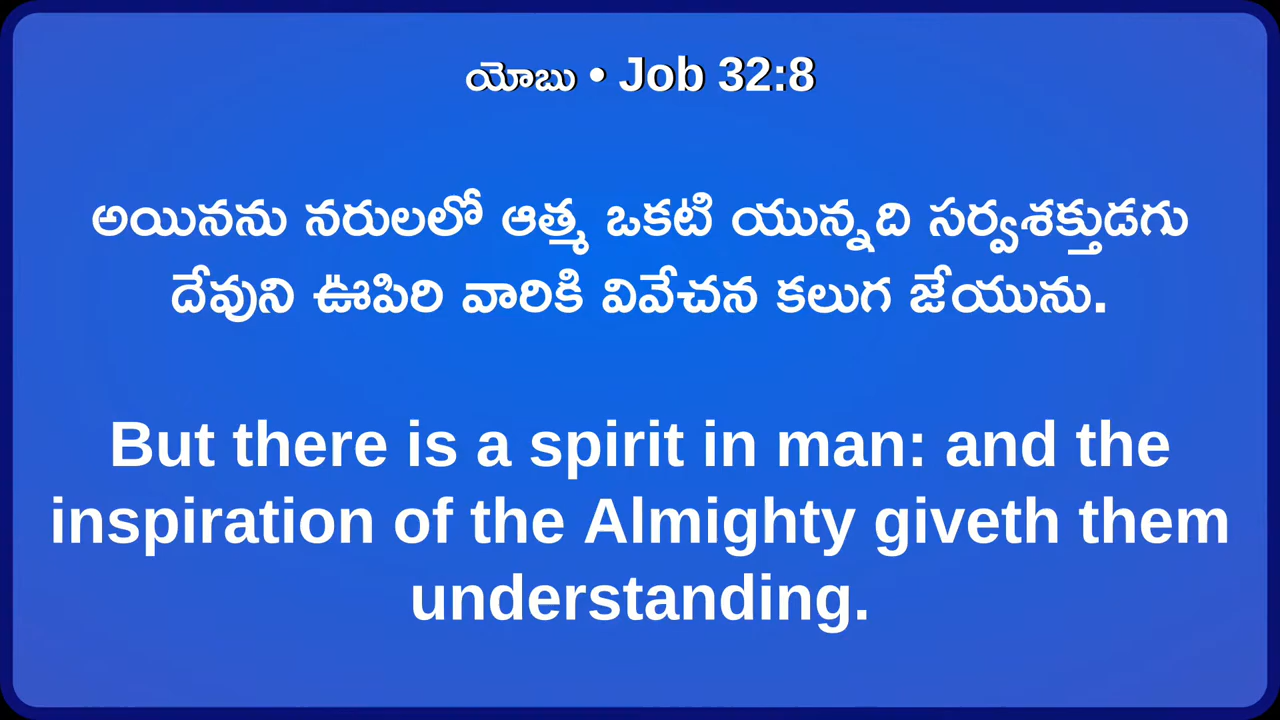 యోబు • Job 32:8
అయినను నరులలో ఆత్మ ఒకటి యున్నది సర్వశక్తుడగు
దేవుని ఊపిరి వారికి వివేచన కలుగ జేయును.
But there is a spirit in man: and the
inspiration of the Almighty giveth them
understanding.